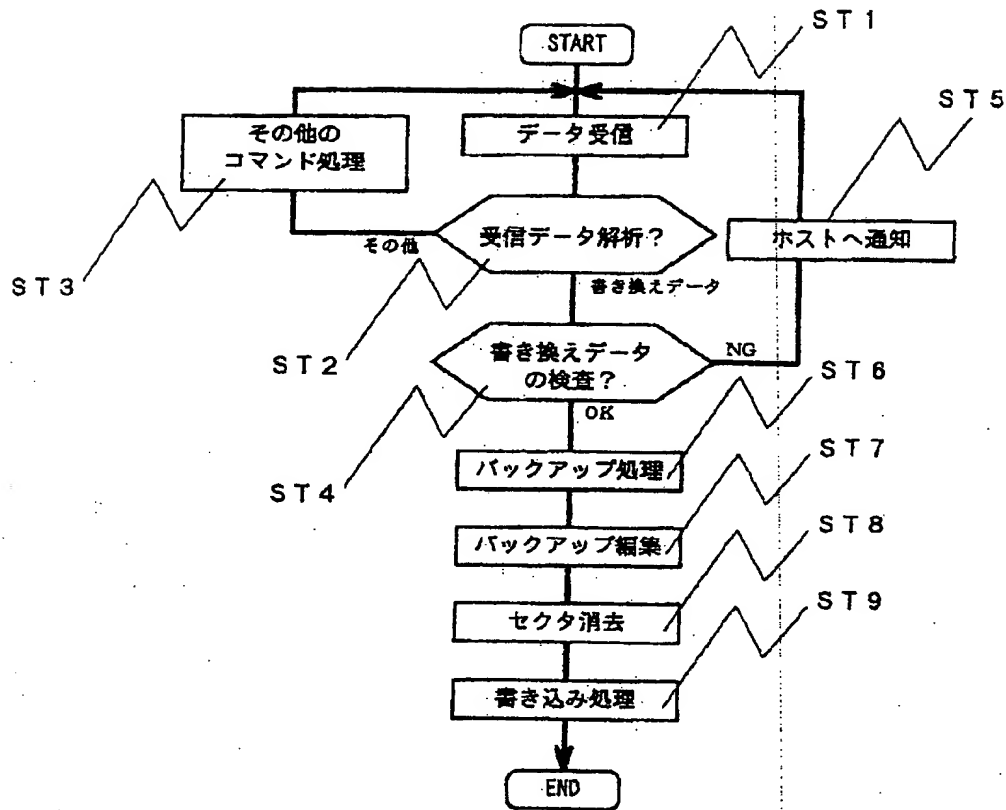 START
ST1
ST5
その他の
コマンド処理
データ受信
受信データ解析?
その他
ホストへ通知
ST3
書き換えデータ
ST2
書き換えデータ
の検査?
NG
ST6
OK
バックアップ処理
ST7
ST4
バックアップ編集
ST8
セクタ消去
ST9
書き込み処理
END